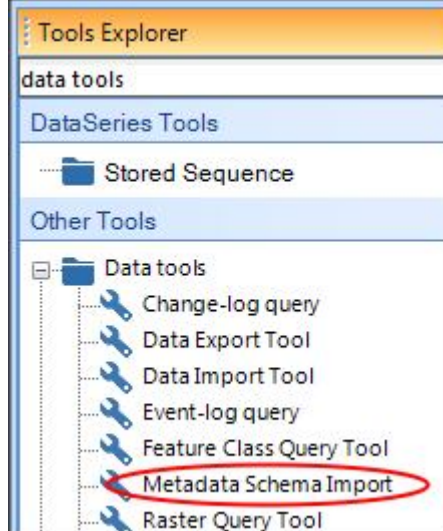 Tools Explorer
data tools
DataSeries Tools
Stored Sequence
Other Tools
Data tools
Change-log query
Data Export Tool
Data Import Tool
Event-log query
Feature Class Query Tool
Metadata Schema Import
Raster Query Tool